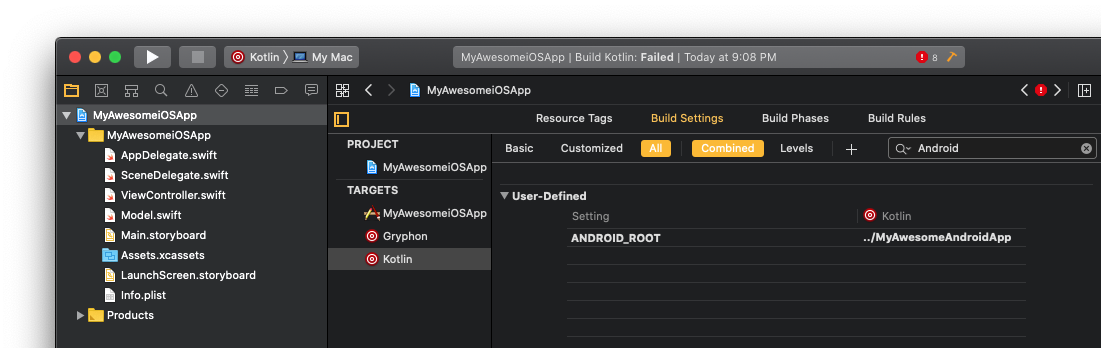 Kotlin 〉 My Mac
MyAwesomeiOSApp | Build Kotlin: Failed | Today at 9:08 PM
8
MyAwesomeiOSApp
MyAwesomeiOSApp
MyAwesomeiOSApp
AppDelegate.swift
SceneDelegate.swift
ViewController.swift
Model.swift
Main.storyboard
Assets.xcassets
LaunchScreen.storyboard
Info.plist
Products
Resource Tags Build Settings Build Phases Build Rules
PROJECT
MyAwesomeiOSApp
TARGETS
MyAwesomeiOSApp
Gryphon
Kotlin
Basic Customized All Combined Levels + Android
User-Defined
Setting Kotlin
ANDROID_ROOT ../MyAwesomeAndroidApp